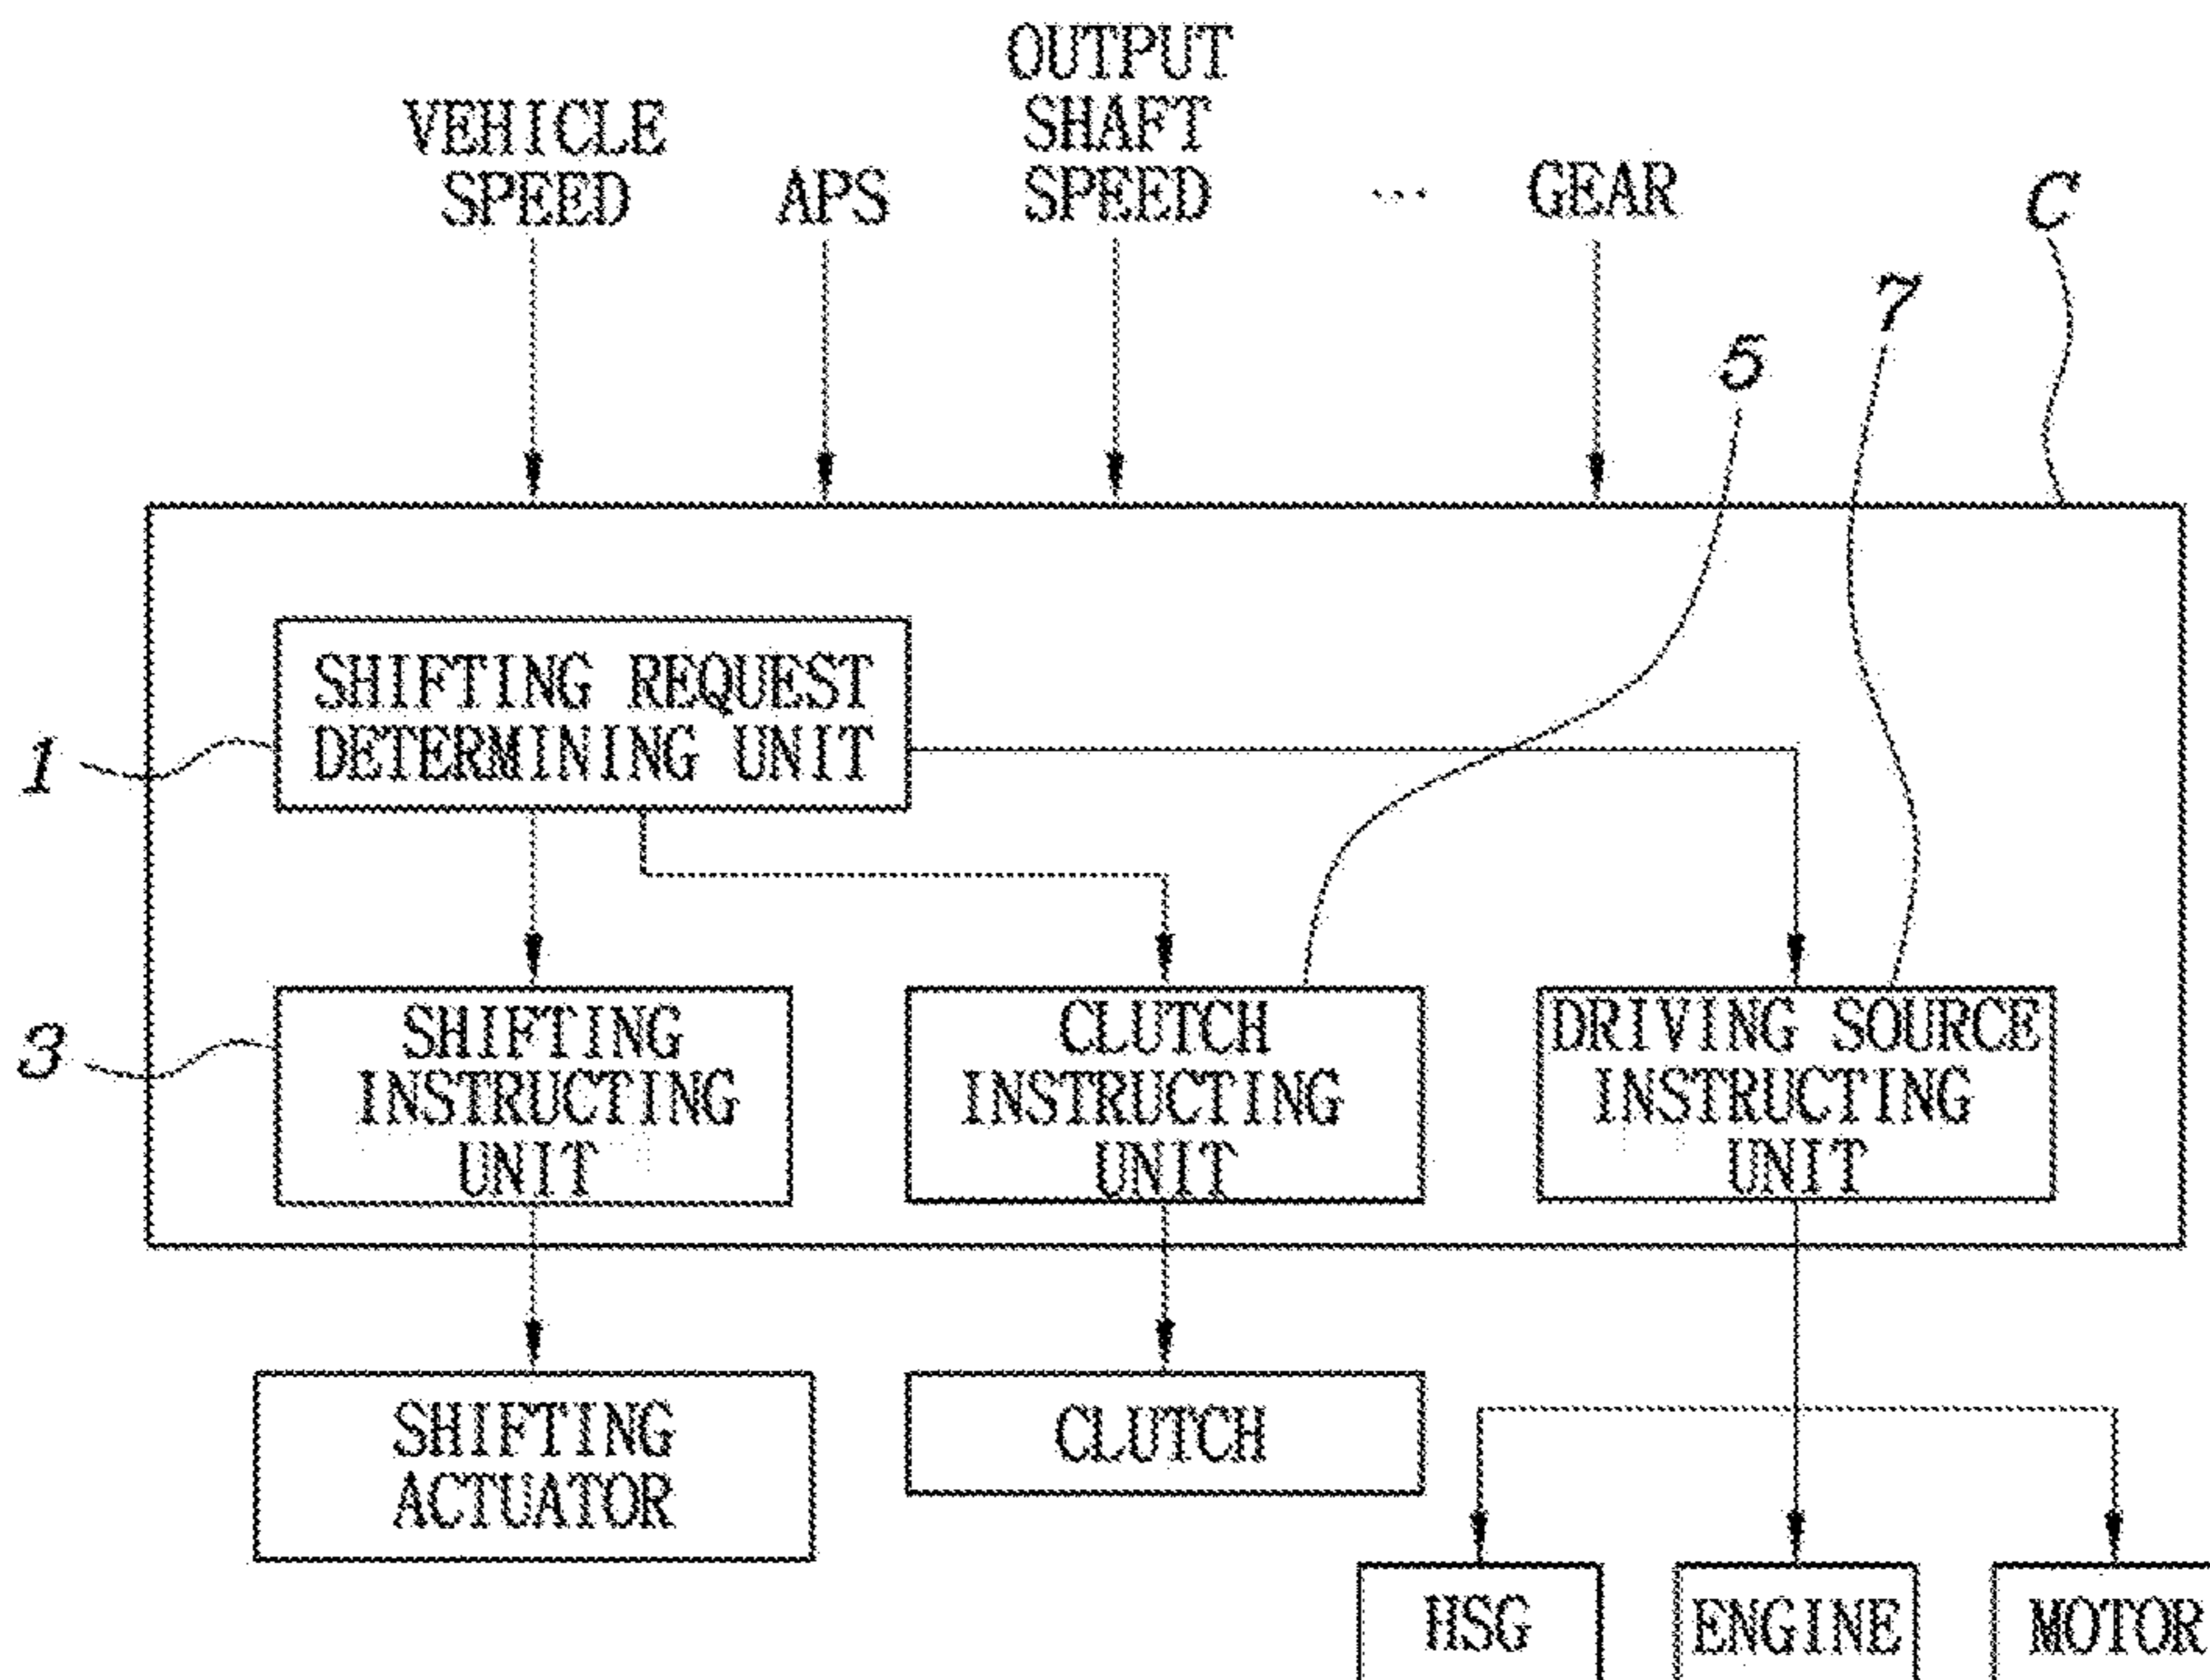 OUTPUT
SHAFT
SPEED
VEHICLE
SPEED
APS
...
GEAR
C
7
5
SHIFTING REQUEST
DETERMINING UNIT
1
SHIFTING
INSTRUCTING
UNIT
3
CLUTCH
INSTRUCTING
UNIT
DRIVING SOURCE
INSTRUCTING
UNIT
SHIFTING
ACTUATOR
CLUTCH
HSG
ENGINE
MOTOR